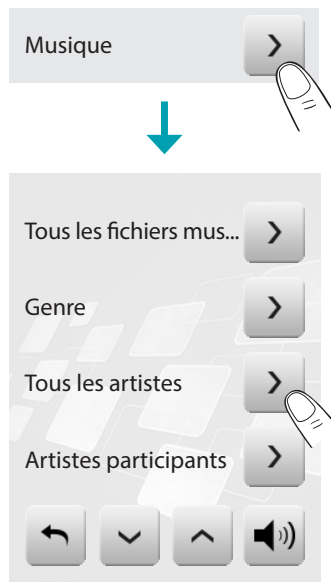 Musique
Tous les fichiers mus...
Genre
Tous les artistes
Artistes participants